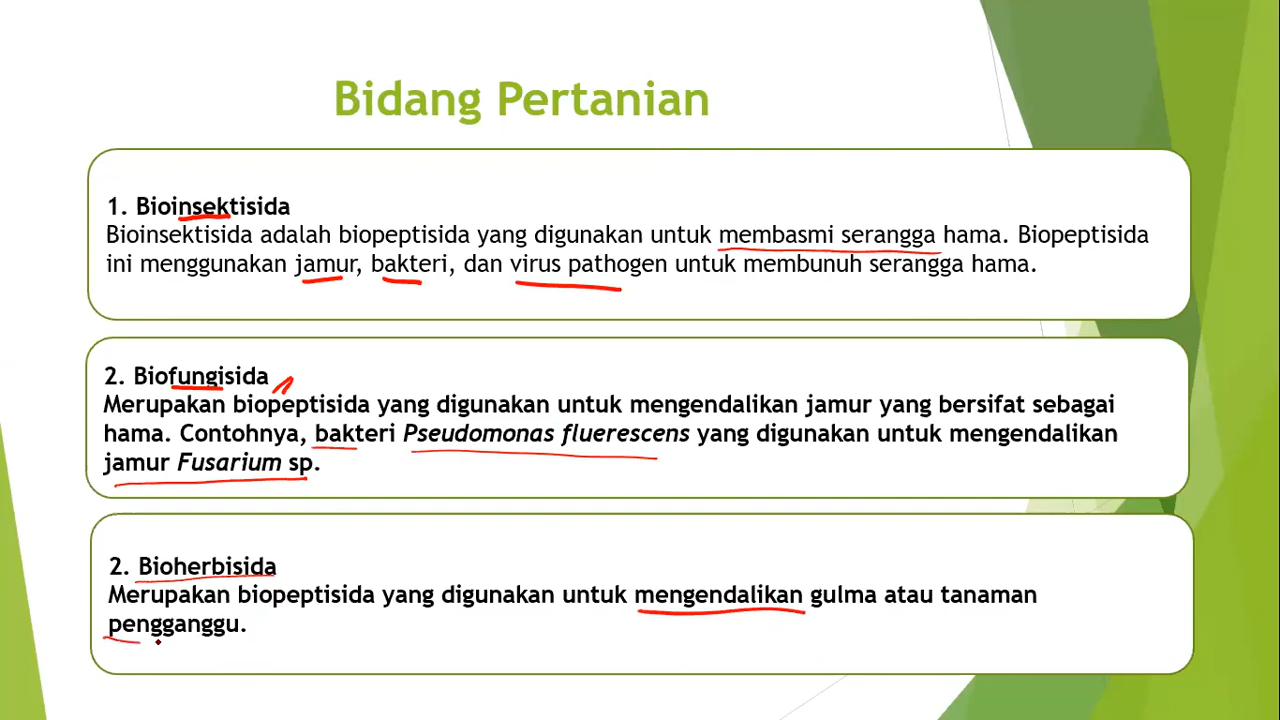 Bidang Pertanian
1. Bioinsektisida
Bioinsektisida adalah biopeptisida yang digunakan untuk membasmi serangga hama. Biopeptisida
ini menggunakan jamur, bakteri, dan virus pathogen untuk membunuh serangga hama.
2. Biofungisida
Merupakan biopeptisida yang digunakan untuk mengendalikan jamur yang bersifat sebagai
hama. Contohnya, bakteri Pseudomonas fluerescens yang digunakan untuk mengendalikan
jamur Fusarium sp.
2. Bioherbisida
Merupakan biopeptisida yang digunakan untuk mengendalikan gulma atau tanaman
pengganggu.